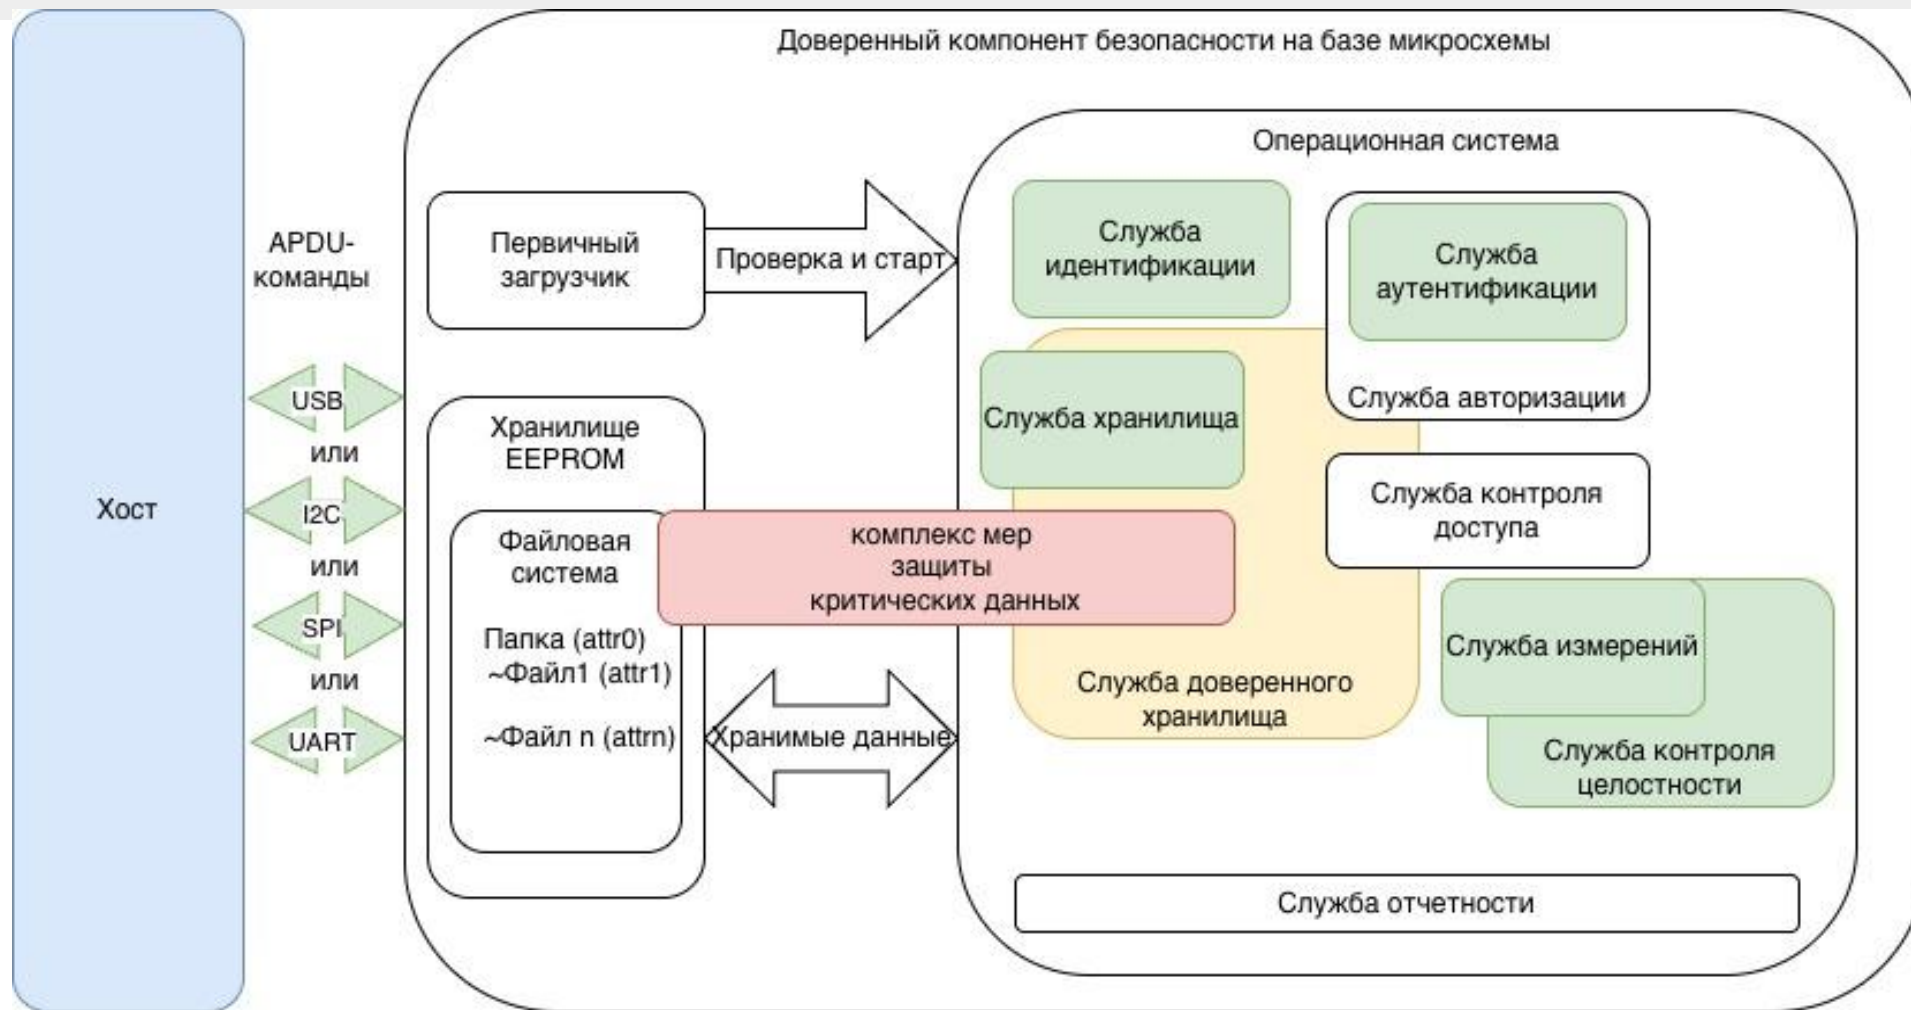 Доверенный компонент безопасности на базе микросхемы
Операционная система
Хост
APDU-
команды
USB
или
I2C
или
SPI
или
UART
Первичный
загрузчик
Проверка и старт
Хранилище
EEPROM
Файловая
система
Папка (attr0)
~Файл1 (attr1)
~Файл n (attrn)
комплекс мер
защиты
критических данных
Хранимые данные
Служба
идентификации
Служба
аутентификации
Служба авторизации
Служба хранилища
Служба контроля
доступа
Служба доверенного
хранилища
Служба измерений
Служба контроля
целостности
Служба отчетности